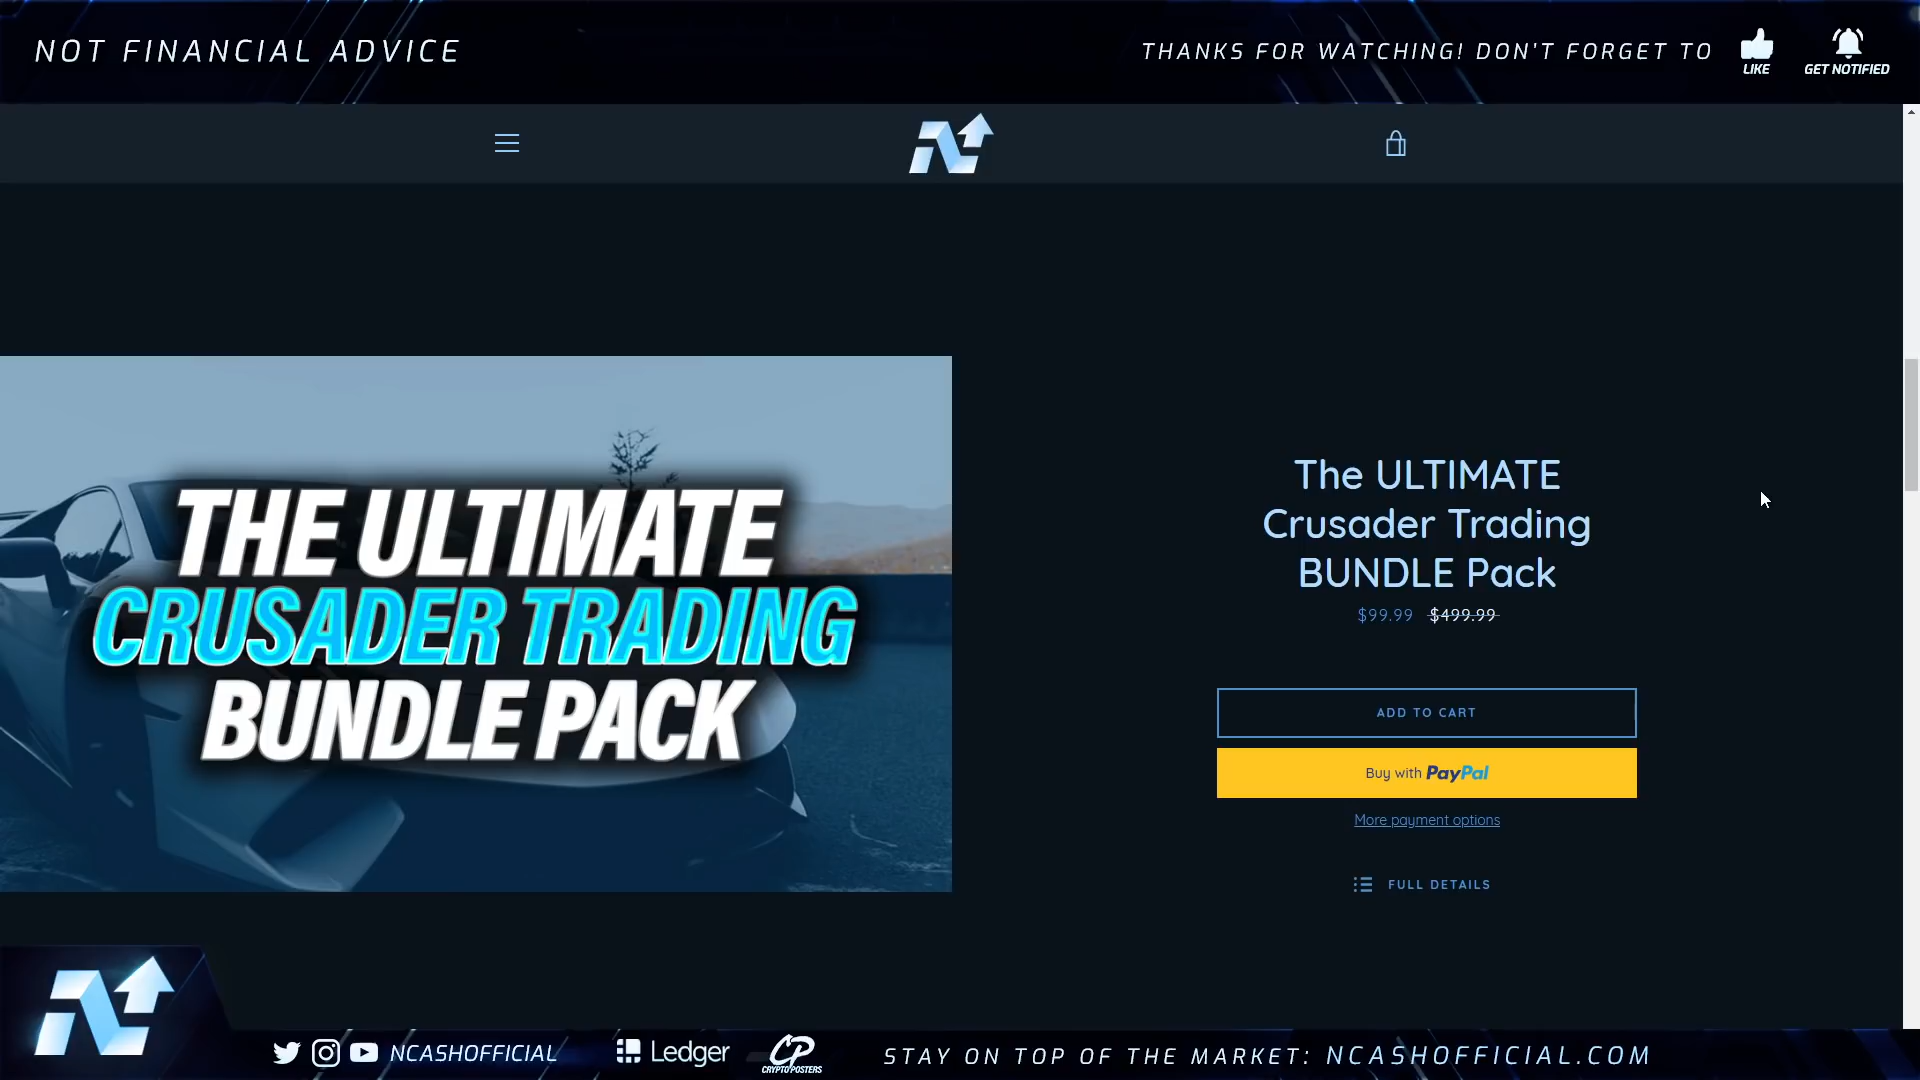 NOT FINANCIAL ADVICE
THANKS FOR WATCHING! DON'T FORGET TO
LIKE
GET NOTIFIED
THE ULTIMATE
CRUSADER TRADING
BUNDLE PACK
The ULTIMATE
Crusader Trading
BUNDLE Pack
$99.99 $499.99
ADD TO CART
Buy with PayPal
More payment options
FULL DETAILS
NCASHOFFICIAL
Ledger
CP
CRYPTOPOSTERS
STAY ON TOP OF THE MARKET: NCASHOFFICIAL.COM